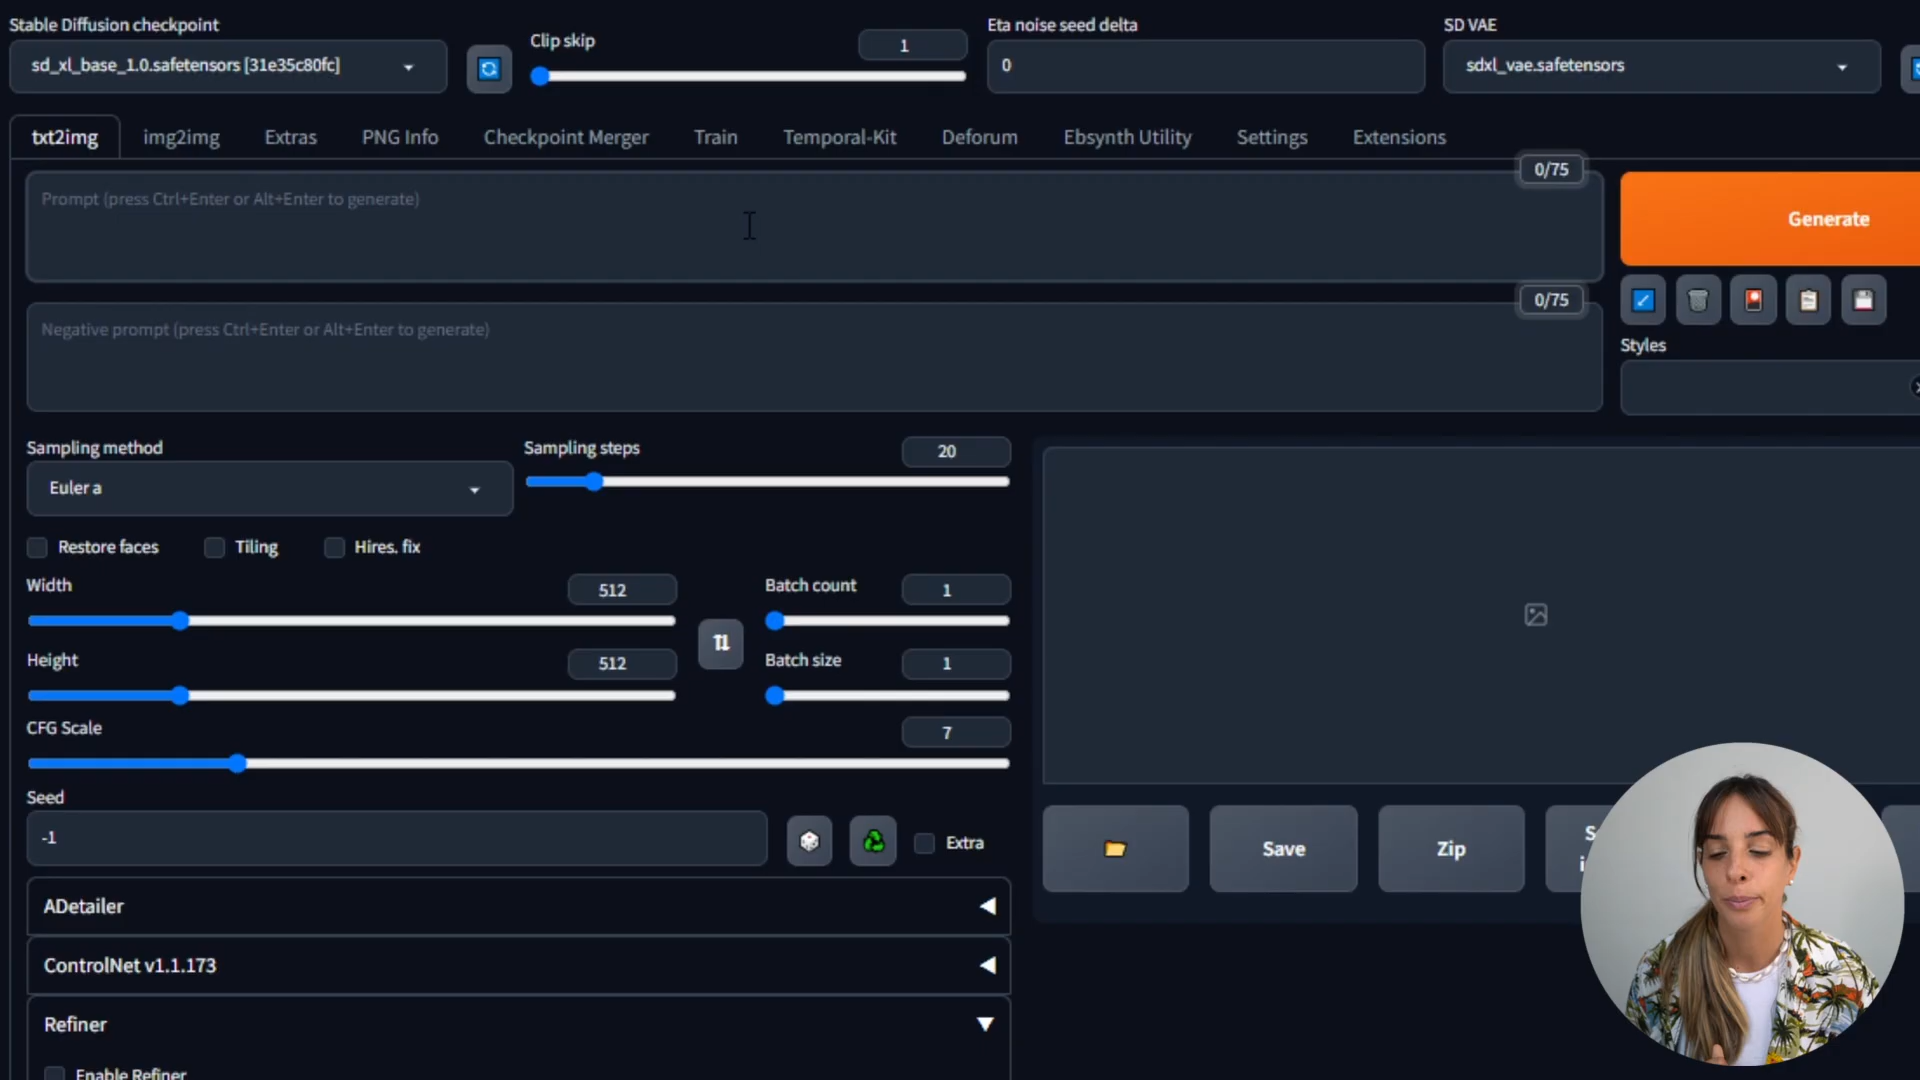 Stable Diffusion checkpoint
sd_xl_base_1.0.safetensors [31e35c80fc]
Clip skip
1
Eta noise seed delta
0
SD VAE
sdxl_vae.safetensors
txt2img
img2img
Extras
PNG Info
Checkpoint Merger
Train
Temporal-Kit
Deforum
Ebsynth Utility
Settings
Extensions
0/75
Prompt (press Ctrl+Enter or Alt+Enter to generate)
Generate
0/75
Negative prompt (press Ctrl+Enter or Alt+Enter to generate)
Styles
Sampling method
Euler a
Sampling steps
20
Restore faces
Tiling
Hires. fix
Width
512
Batch count
1
Height
512
Batch size
1
CFG Scale
7
Seed
-1
Extra
Save
Zip
ADetailer
ControlNet v1.1.173
Refiner
Enable Refiner